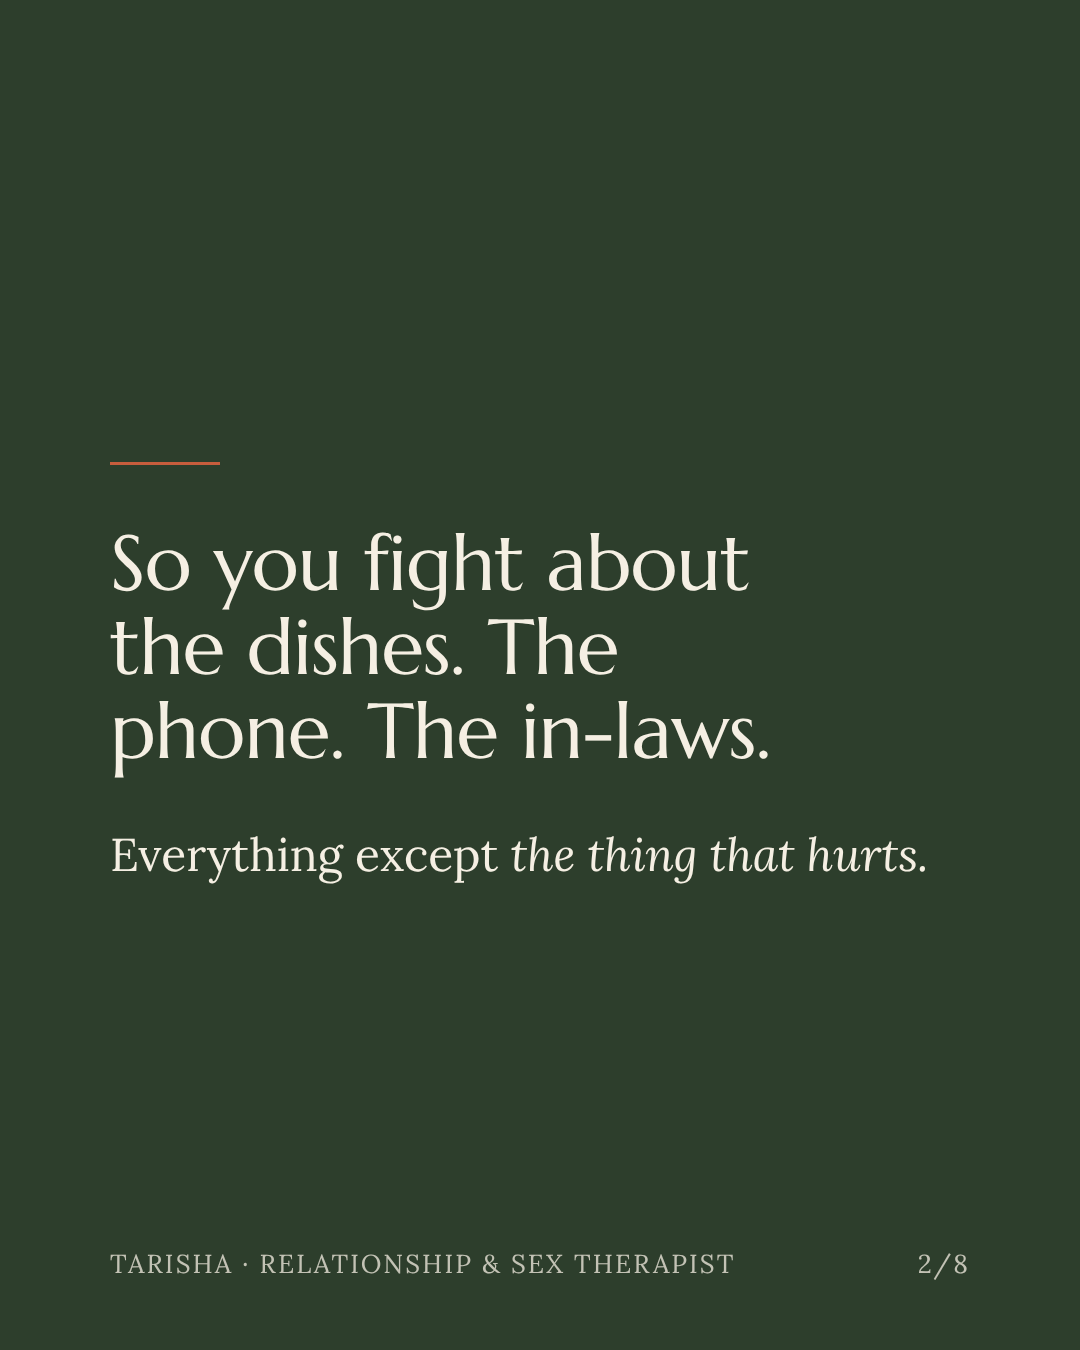 So you fight about
the dishes. The
phone. The in-laws.
Everything except the thing that hurts.
TARISHA · RELATIONSHIP & SEX THERAPIST 2/8